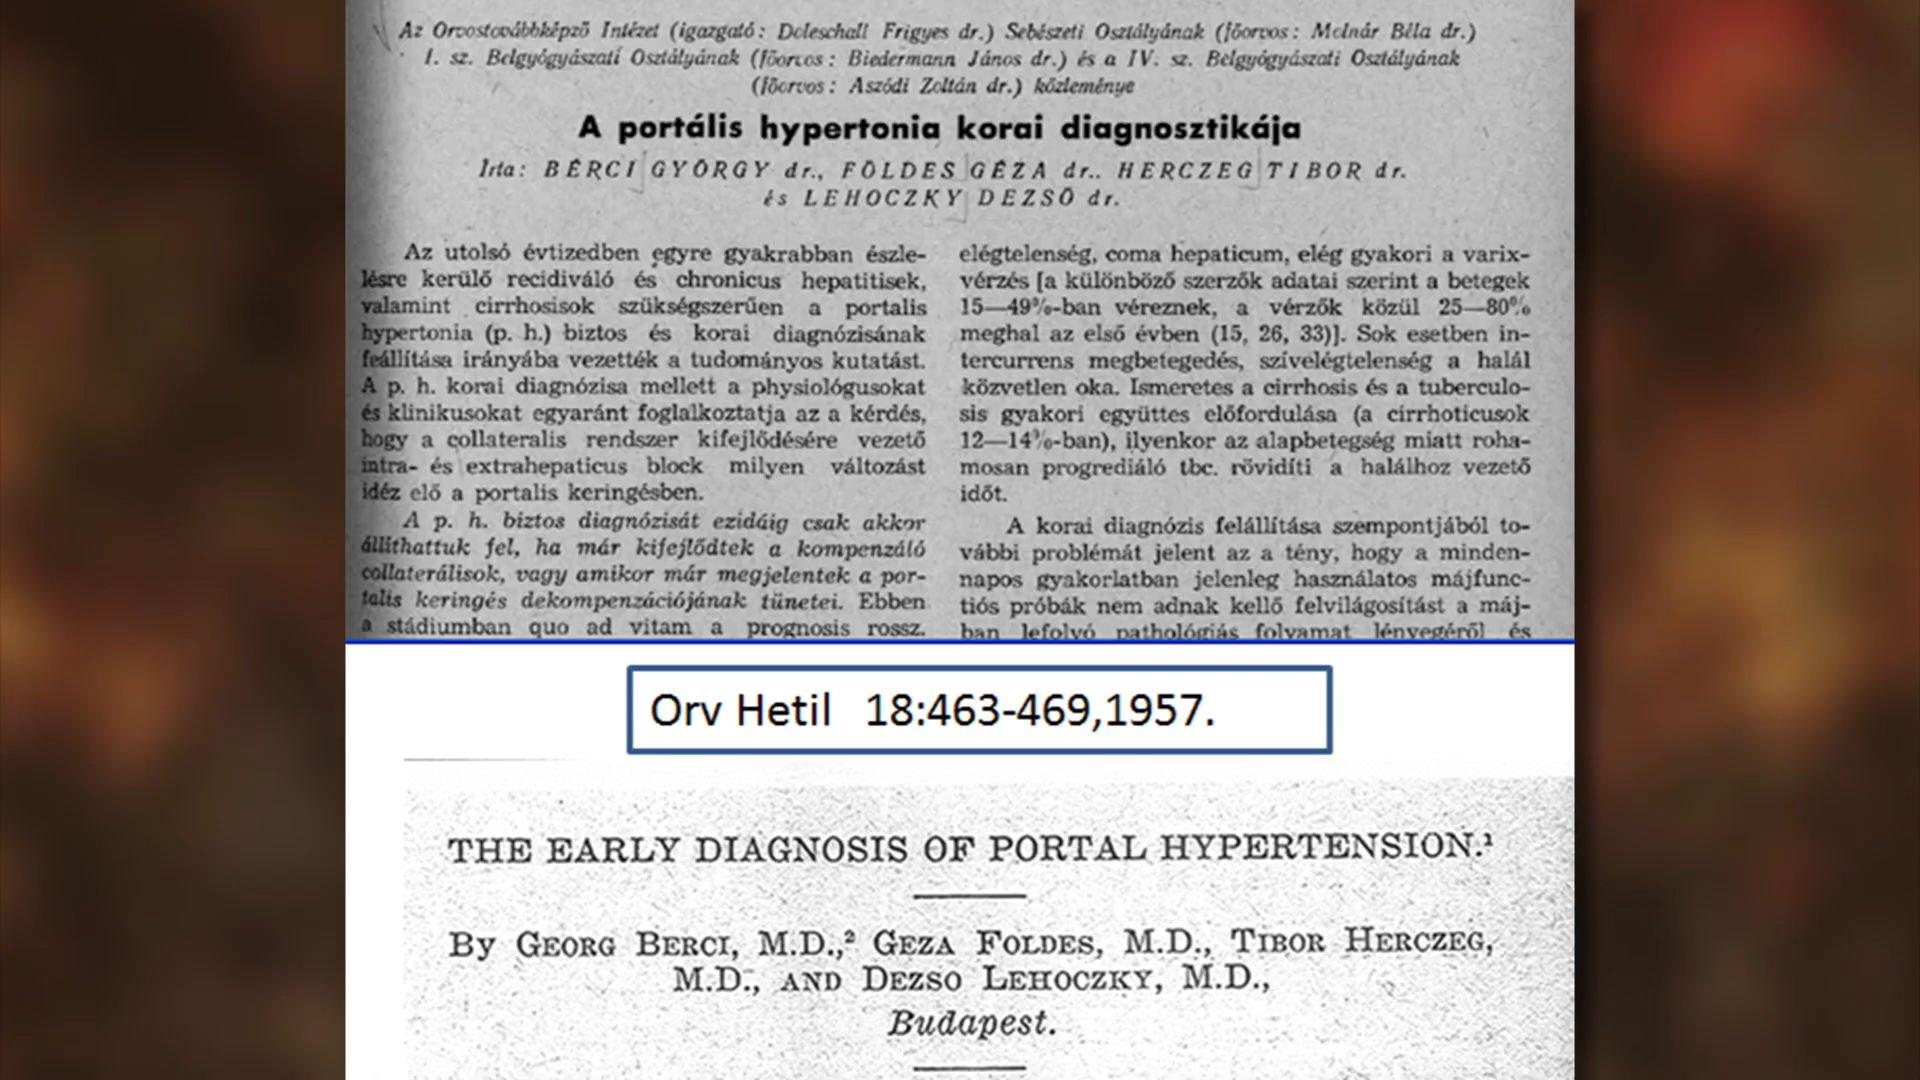 Az Orvostovábbképző Intézet (igazgató: Doleschall Frigyes dr.) Sebészeti Osztályának (főorvos: Molnár Béla dr.)
I. sz. Belgyógyászati Osztályának (főorvos: Biedermann János dr.) és a IV. sz. Belgyógyászati Osztályának
(főorvos: Aszódi Zoltán dr.) közleménye
A portális hypertonia korai diagnosztikája
Irta: BÉRCI GYÖRGY dr., FÖLDES GÉZA dr.. HERCZEG TIBOR dr.
és LEHOCZKY DEZSŐ dr.
Az utolsó évtizedben egyre gyakrabban észle-
lésre kerülő recidiváló és chronicus hepatitisek,
valamint cirrhosisok szükségszerűen a portalis
hypertonia (p. h.) biztos és korai diagnózisának
feállítása irányába vezették a tudományos kutatást.
A p. h. korai diagnózisa mellett a physiológusokat
és klinikusokat egyaránt foglalkoztatja az a kérdés,
hogy a collateralis rendszer kifejlődésére vezető
intra- és extrahepaticus block milyen változást
idéz elő a portalis keringésben.
A p. h. biztos diagnózisát ezidáig csak akkor
állíthattuk fel, ha már kifejlődtek a kompenzáló
collaterálisok, vagy amikor már megjelentek a por-
talis keringés dekompenzációjának tünetei. Ebben
a stádiumban quo ad vitam a prognosis rossz.
elégtelenség, coma hepaticum, elég gyakori a varix-
vérzés [a különböző szerzők adatai szerint a betegek
15—49%-ban véreznek, a vérzők közül 25—80%
meghal az első évben (15, 26, 33)]. Sok esetben in-
tercurrens megbetegedés, szívelégtelenség a halál
közvetlen oka. Ismeretes a cirrhosis és a tuberculo-
sis gyakori együttes előfordulása (a cirrhoticusok
12—14%-ban), ilyenkor az alapbetegség miatt roha-
mosan progrediáló tbc. rövidíti a halálhoz vezető
időt.
A korai diagnózis felállítása szempontjából to-
vábbi problémát jelent az a tény, hogy a minden-
napos gyakorlatban jelenleg használatos májfunc-
tiós próbák nem adnak kellő felvilágosítást a máj-
ban lefolyó pathológiás folyamat lényegéről és
Orv Hetil 18:463-469,1957.
THE EARLY DIAGNOSIS OF PORTAL HYPERTENSION.¹
By GEORG BERCI, M.D.,² GEZA FOLDES, M.D., TIBOR HERCZEG,
M.D., AND DEZSO LEHOCZKY, M.D.,
Budapest.